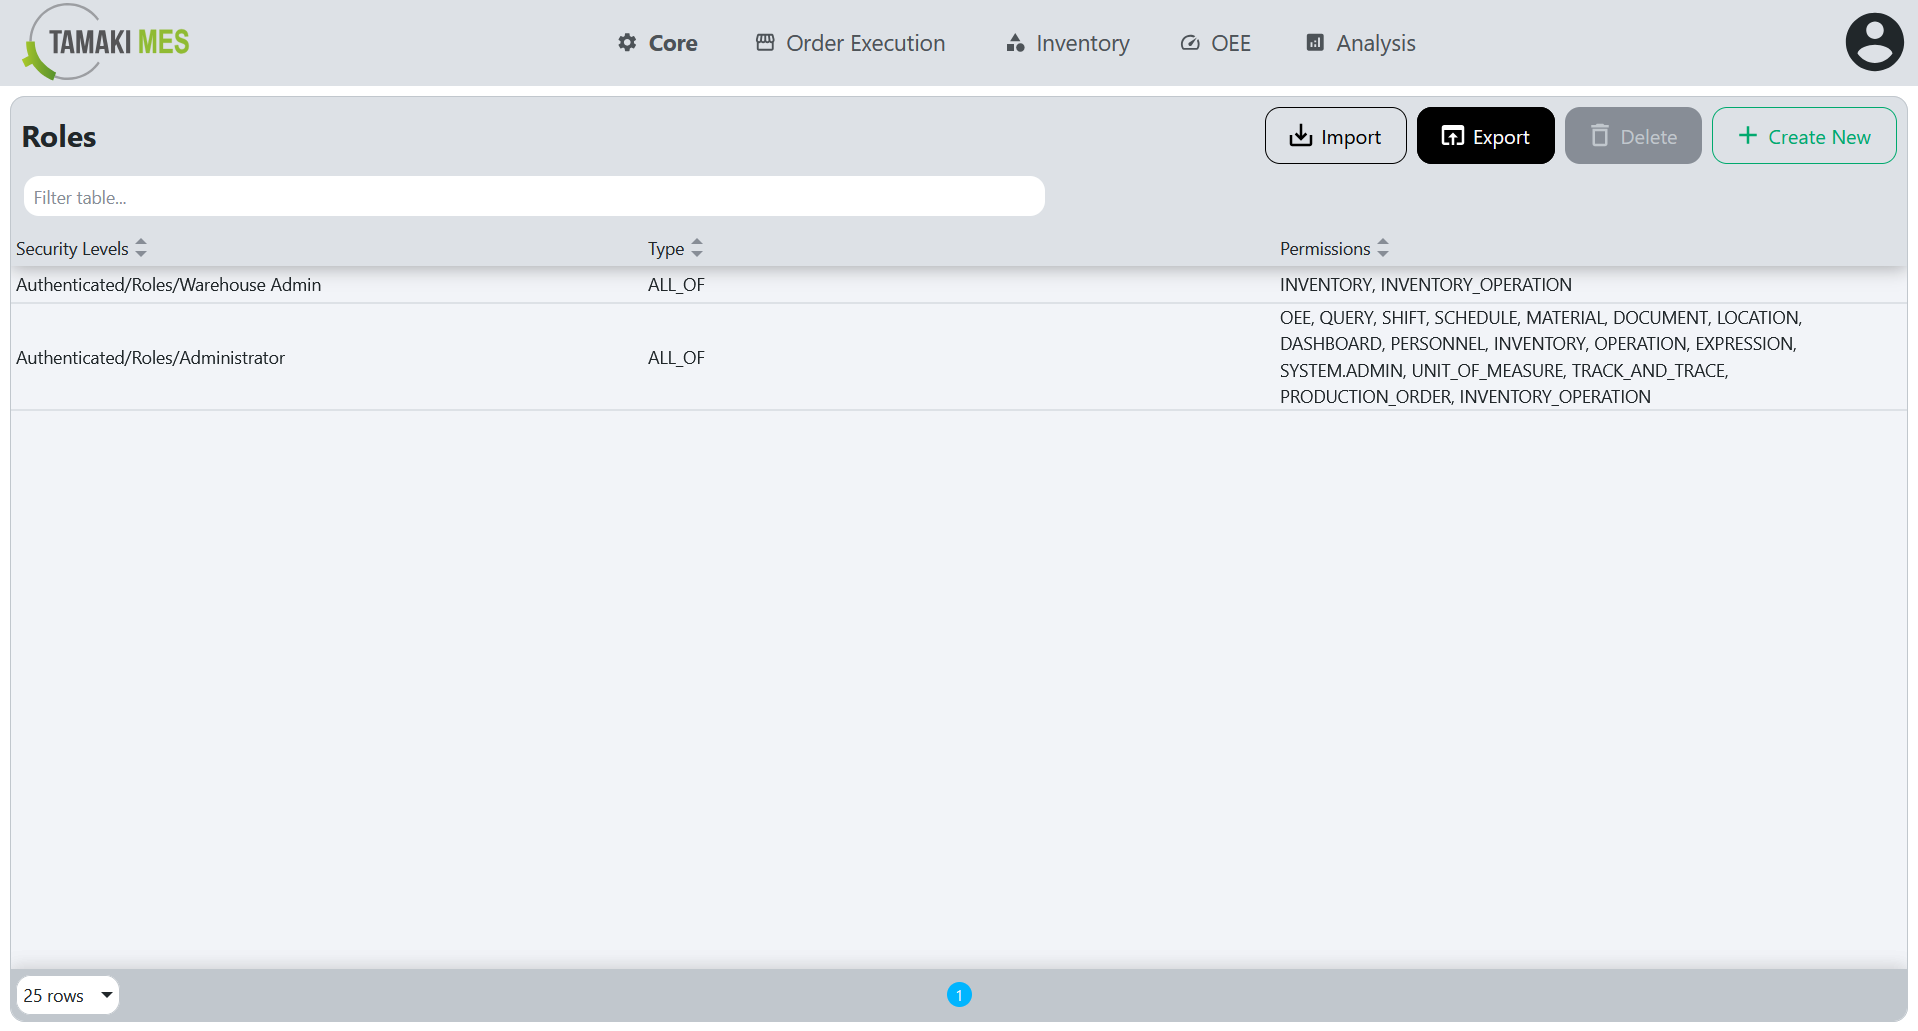 TAMAKI MES
Core
Order Execution
Inventory
OEE
Analysis
Roles
Import
Export
Delete
Create New
Filter table...
Security Levels
Type
Permissions
Authenticated/Roles/Warehouse Admin
ALL_OF
INVENTORY, INVENTORY_OPERATION
Authenticated/Roles/Administrator
ALL_OF
OEE, QUERY, SHIFT, SCHEDULE, MATERIAL, DOCUMENT, LOCATION,
DASHBOARD, PERSONNEL, INVENTORY, OPERATION, EXPRESSION,
SYSTEM.ADMIN, UNIT_OF_MEASURE, TRACK_AND_TRACE,
PRODUCTION_ORDER, INVENTORY_OPERATION
25 rows
1